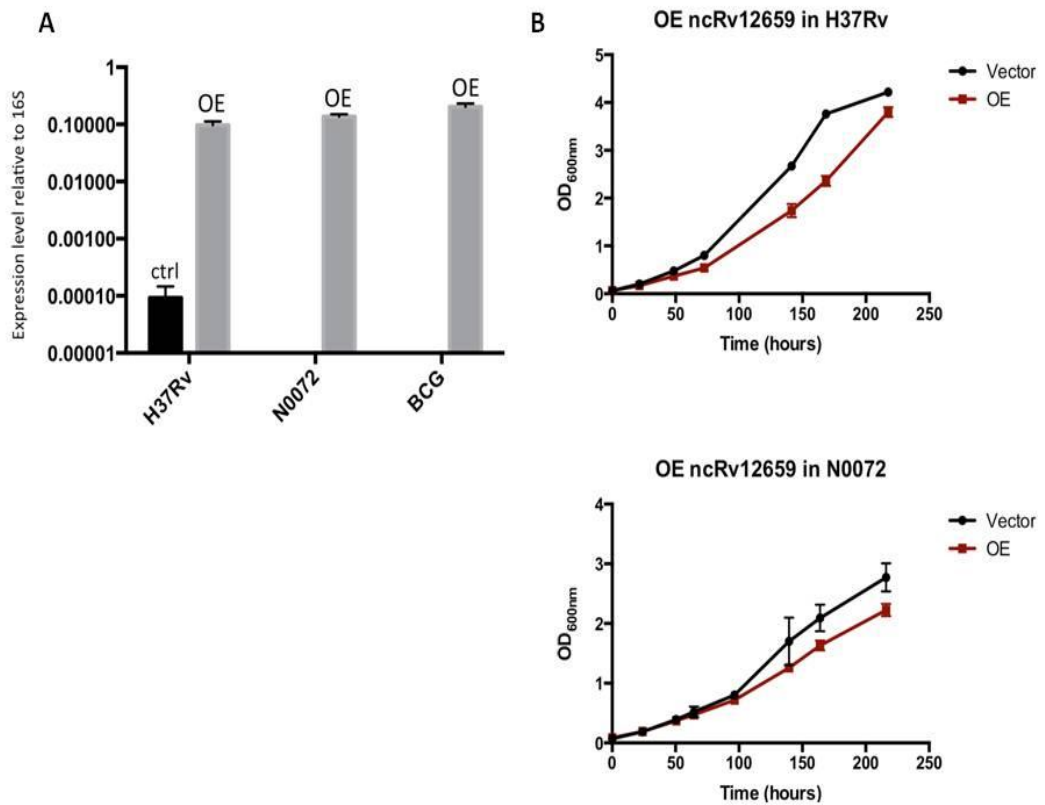 A
Expression level relative to 16S
1
0.10000
0.01000
0.00100
0.00010
0.00001
ctrl
OE
OE
OE
H37Rv
N0072
BCG
B
OE ncRv12659 in H37Rv
OD600nm
5
4
3
2
1
0
0 50 100 150 200 250
Time (hours)
Vector
OE
OE ncRv12659 in N0072
OD600nm
4
3
2
1
0
0 50 100 150 200 250
Time (hours)
Vector
OE